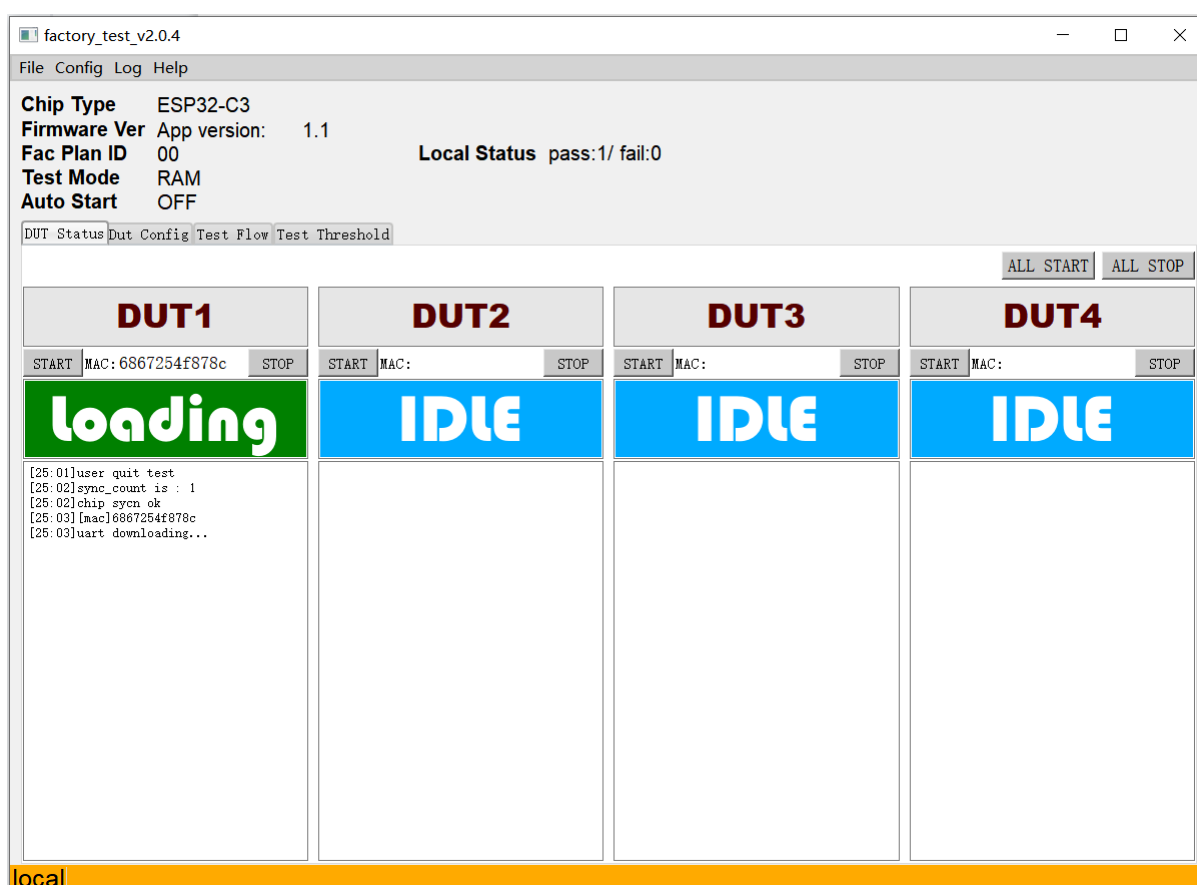 factory_test_v2.0.4
File Config Log Help
Chip Type ESP32-C3
Firmware Ver App version: 1.1
Fac Plan ID 00 Local Status pass:1/ fail:0
Test Mode RAM
Auto Start OFF
DUT Status Dut Config Test Flow Test Threshold
ALL START ALL STOP
DUT1 DUT2 DUT3 DUT4
START MAC:6867254f878c STOP START MAC: STOP START MAC: STOP START MAC: STOP
Loading IDLE IDLE IDLE
[25:01]user quit test
[25:02]sync_count is : 1
[25:02]chip sycn ok
[25:03][mac]6867254f878c
[25:03]uart downloading...
local